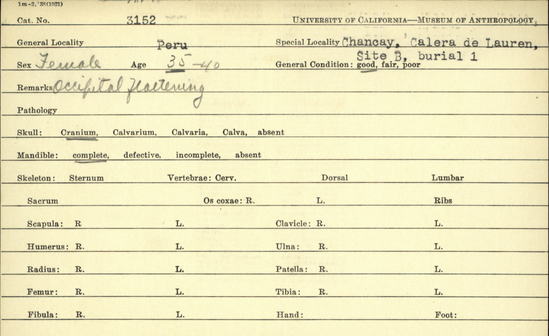 1m-2,'38(1021)
Cat. No. 3152 UNIVERSITY OF CALIFORNIA—MUSEUM OF ANTHROPOLOGY
General Locality Peru Special Locality Chancay, Calera de Lauren,
Site B, burial 1
Sex Female Age 35-40 General Condition: good, fair, poor
Remarks Occipital flattening
Pathology
Skull: Cranium, Calvarium, Calvaria, Calva, absent
Mandible: complete, defective, incomplete, absent
Skeleton: Sternum Vertebrae: Cerv. Dorsal Lumbar
Sacrum Os coxae: R. L. Ribs
Scapula: R L. Clavicle: R. L.
Humerus: R. L. Ulna: R. L.
Radius: R. L. Patella: R. L.
Femur: R. L. Tibia: R. L.
Fibula: R. L. Hand: Foot: